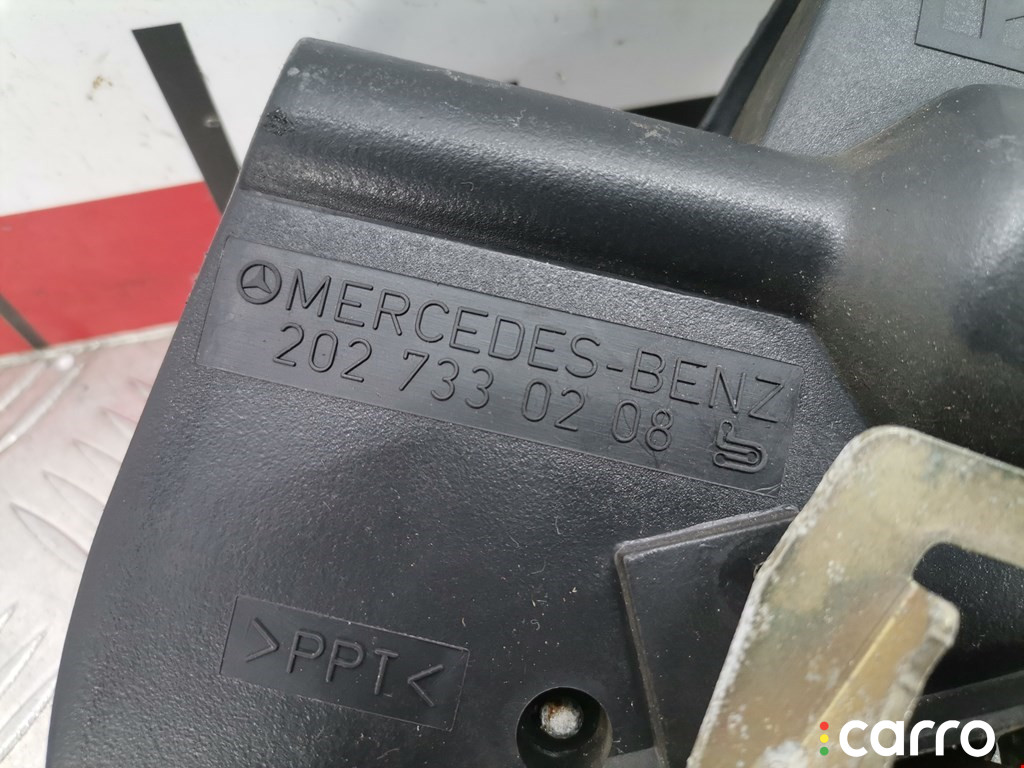 MERCEDES-BENZ
202 733 02 08
>PPT<
carro